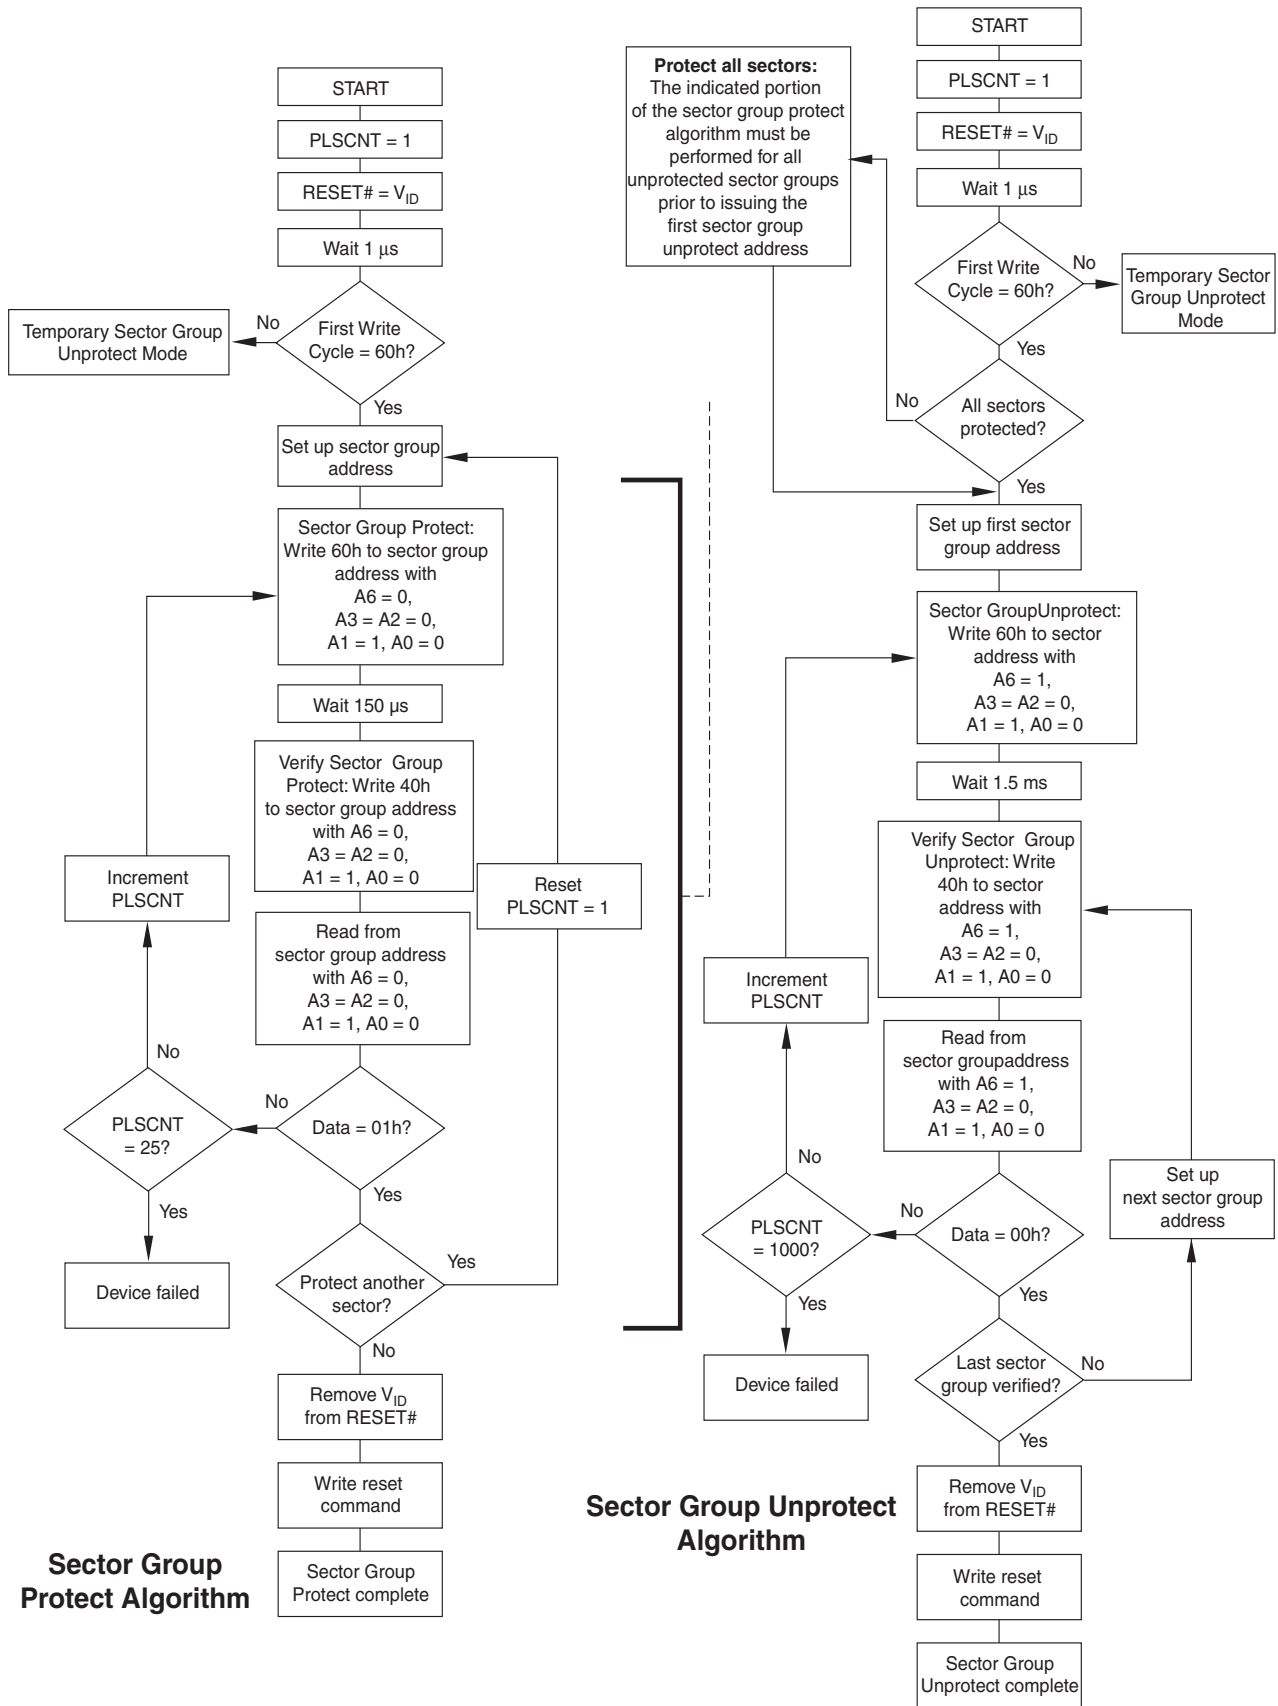 START
PLSCNT = 1
RESET# = VID
Wait 1 μs
First Write
Cycle = 60h?
No
Temporary Sector Group
Unprotect Mode
Yes
Set up sector group
address
Sector Group Protect:
Write 60h to sector group
address with
A6 = 0,
A3 = A2 = 0,
A1 = 1, A0 = 0
Wait 150 μs
Verify Sector Group
Protect: Write 40h
to sector group address
with A6 = 0,
A3 = A2 = 0,
A1 = 1, A0 = 0
Increment
PLSCNT
Reset
PLSCNT = 1
Read from
sector group address
with A6 = 0,
A3 = A2 = 0,
A1 = 1, A0 = 0
No
PLSCNT
= 25?
No
Data = 01h?
Yes
Yes
Device failed
Protect another
sector?
Yes
No
Remove VID
from RESET#
Write reset
command
Sector Group
Protect complete
Sector Group
Protect Algorithm
Protect all sectors:
The indicated portion
of the sector group protect
algorithm must be
performed for all
unprotected sector groups
prior to issuing the
first sector group
unprotect address
START
PLSCNT = 1
RESET# = VID
Wait 1 μs
First Write
Cycle = 60h?
No
Temporary Sector
Group Unprotect
Mode
Yes
No
All sectors
protected?
Yes
Set up first sector
group address
Sector GroupUnprotect:
Write 60h to sector
address with
A6 = 1,
A3 = A2 = 0,
A1 = 1, A0 = 0
Wait 1.5 ms
Verify Sector Group
Unprotect: Write
40h to sector
address with
A6 = 1,
A3 = A2 = 0,
A1 = 1, A0 = 0
Increment
PLSCNT
Read from
sector groupaddress
with A6 = 1,
A3 = A2 = 0,
A1 = 1, A0 = 0
No
Set up
next sector group
address
PLSCNT
= 1000?
No
Data = 00h?
Yes
Yes
Device failed
Last sector
group verified?
No
Yes
Remove VID
from RESET#
Write reset
command
Sector Group
Unprotect complete
Sector Group Unprotect
Algorithm